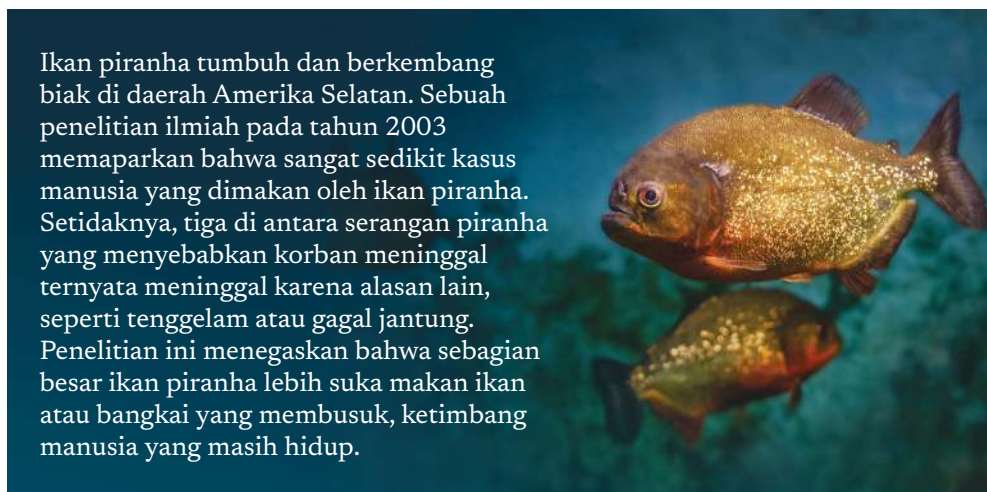 Ikan piranha tumbuh dan berkembang
biak di daerah Amerika Selatan. Sebuah
penelitian ilmiah pada tahun 2003
memaparkan bahwa sangat sedikit kasus
manusia yang dimakan oleh ikan piranha.
Setidaknya, tiga di antara serangan piranha
yang menyebabkan korban meninggal
ternyata meninggal karena alasan lain,
seperti tenggelam atau gagal jantung.
Penelitian ini menegaskan bahwa sebagian
besar ikan piranha lebih suka makan ikan
atau bangkai yang membusuk, ketimbang
manusia yang masih hidup.